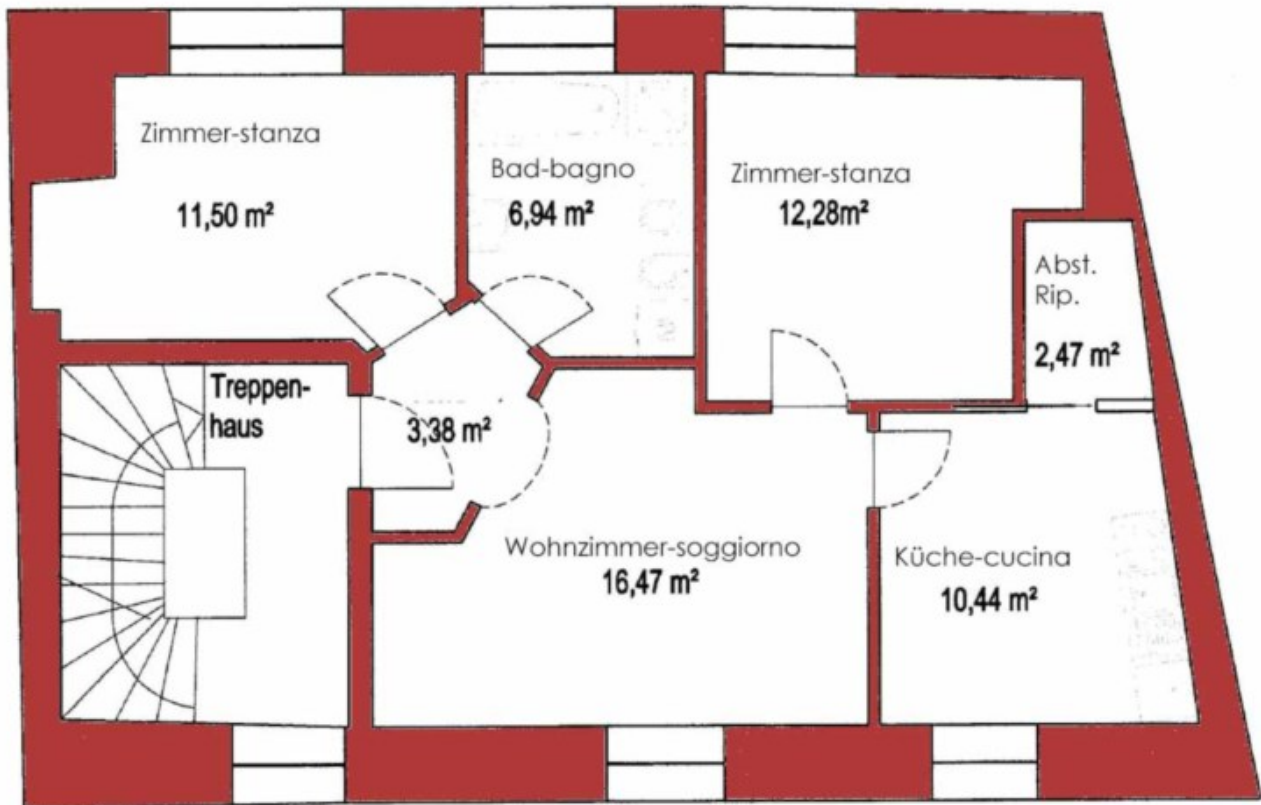 Zimmer-stanza
11,50 m²
Bad-bagno
6,94 m²
Zimmer-stanza
12,28m²
Abst.
Rip.
2,47 m²
Treppen-
haus
3,38 m²
Wohnzimmer-soggiorno
16,47 m²
Küche-cucina
10,44 m²